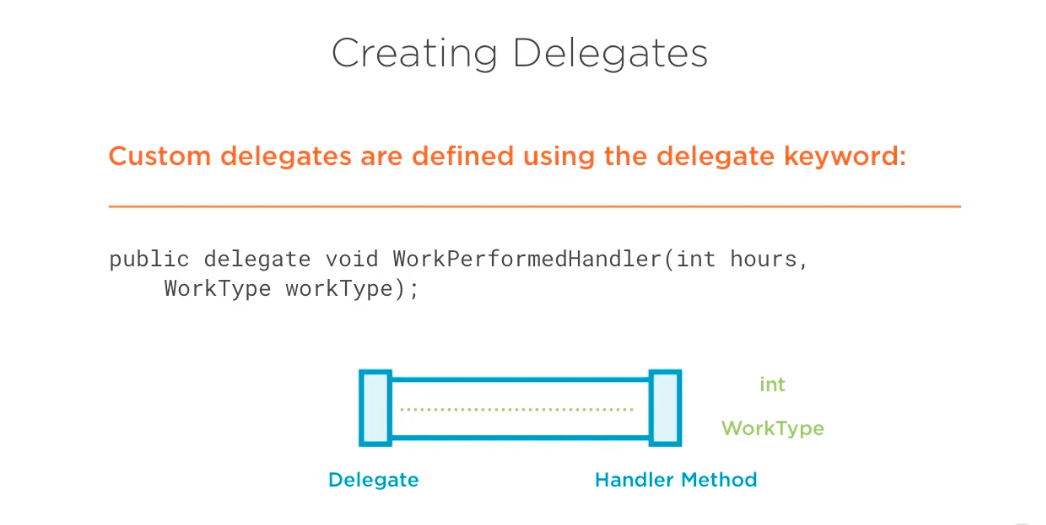 Creating Delegates
Custom delegates are defined using the delegate keyword:
public delegate void WorkPerformedHandler(int hours,
WorkType workType);
int
WorkType
Delegate
Handler Method